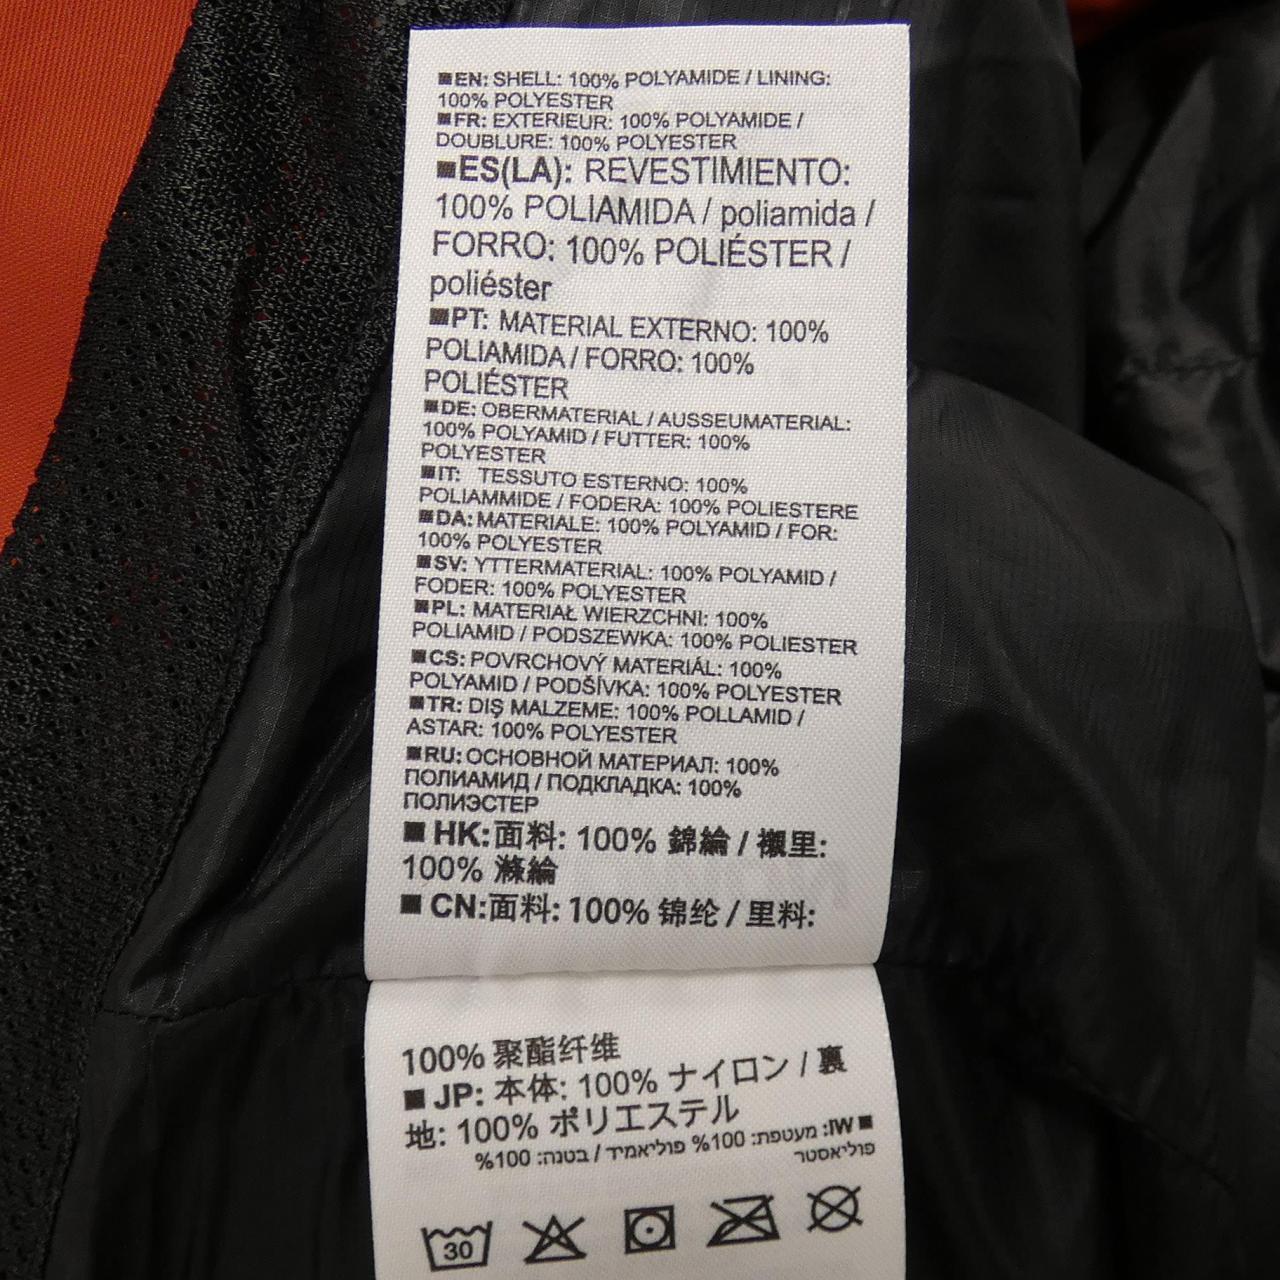 ■EN: SHELL: 100% POLYAMIDE / LINING:
100% POLYESTER
■FR: EXTERIEUR: 100% POLYAMIDE /
DOUBLURE: 100% POLYESTER
■ES(LA): REVESTIMIENTO:
100% POLIAMIDA / poliamida /
FORRO: 100% POLIÉSTER /
poliéster
■PT: MATERIAL EXTERNO: 100%
POLIAMIDA / FORRO: 100%
POLIÉSTER
■DE: OBERMATERIAL / AUSSEUMATERIAL:
100% POLYAMID / FUTTER: 100%
POLYESTER
■IT: TESSUTO ESTERNO: 100%
POLIAMMIDE / FODERA: 100% POLIESTERE
■DA: MATERIALE: 100% POLYAMID / FOR:
100% POLYESTER
■SV: YTTERMATERIAL: 100% POLYAMID /
FODER: 100% POLYESTER
■PL: MATERIAŁ WIERZCHNI: 100%
POLIAMID / PODSZEWKA: 100% POLIESTER
■CS: POVRCHOVÝ MATERIÁL: 100%
POLYAMID / PODŠÍVKA: 100% POLYESTER
■TR: DIŞ MALZEME: 100% POLLAMID /
ASTAR: 100% POLYESTER
■RU: ОСНОВНОЙ МАТЕРИАЛ: 100%
ПОЛИАМИД / ПОДКЛАДКА: 100%
ПОЛИЭСТЕР
■ HK:面料: 100% 錦綸 / 襯里:
100% 滌綸
■ CN:面料: 100% 锦纶 / 里料:
100% 聚酯纤维
■ JP: 本体: 100% ナイロン / 裏
地: 100% ポリエステル
■ IW: מעטפת: 100% פוליאמיד / בטנה: 100%
פוליאסטר
30